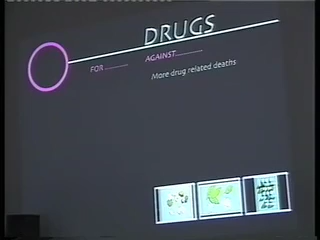 DRUGS
FOR........... AGAINST...........
More drug related deaths